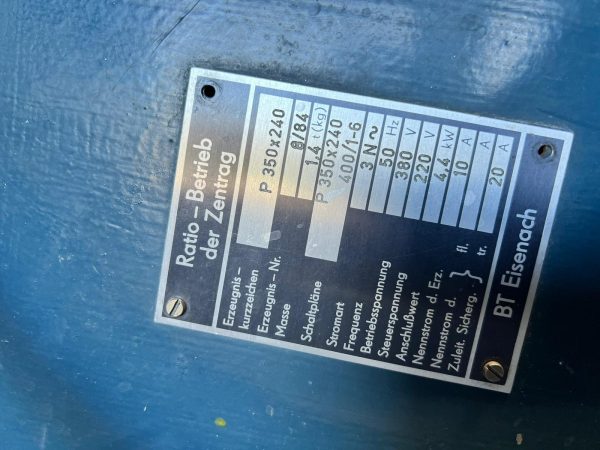 Ratio – Betrieb
der Zentrag
Erzeugnis –
kurzzeichen P 350x240
Erzeugnis – Nr. 8/84
Masse 1,4 t(kg)
Schaltpläne P 350x240
400/1-6
Stromart 3 N ~
Frequenz 50 Hz
Betriebsspannung 380 V
Steuerspannung 220 V
Anschlußwert 4,4 kW
Nennstrom d. Erz. 10 A
Nennstrom d. } fl. A
Zuleit. Sicherg. } tr. 20 A
BT Eisenach